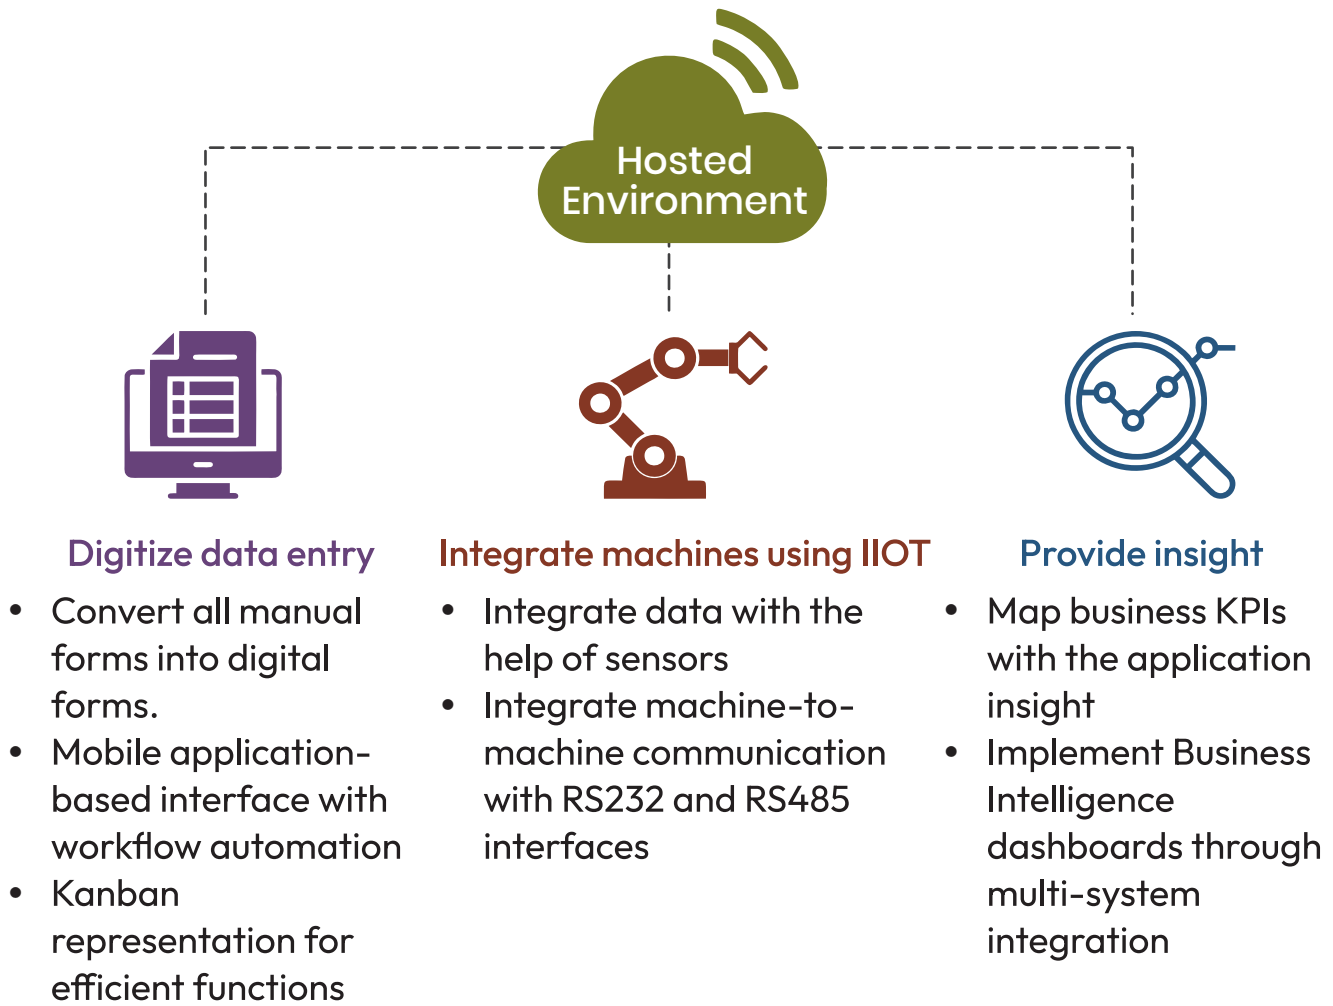 Hosted
Environment
Digitize data entry
• Convert all manual
forms into digital
forms.
• Mobile application-
based interface with
workflow automation
• Kanban
representation for
efficient functions
Integrate machines using IIOT
• Integrate data with the
help of sensors
• Integrate machine-to-
machine communication
with RS232 and RS485
interfaces
Provide insight
• Map business KPIs
with the application
insight
• Implement Business
Intelligence
dashboards through
multi-system
integration